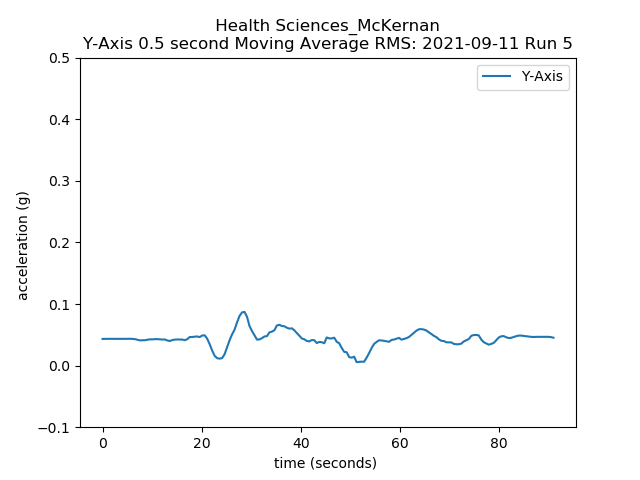 Health Sciences_McKernan
Y-Axis 0.5 second Moving Average RMS: 2021-09-11 Run 5
Y-Axis
0.5
0.4
0.3
0.2
0.1
0.0
−0.1
acceleration (g)
0 20 40 60 80
time (seconds)